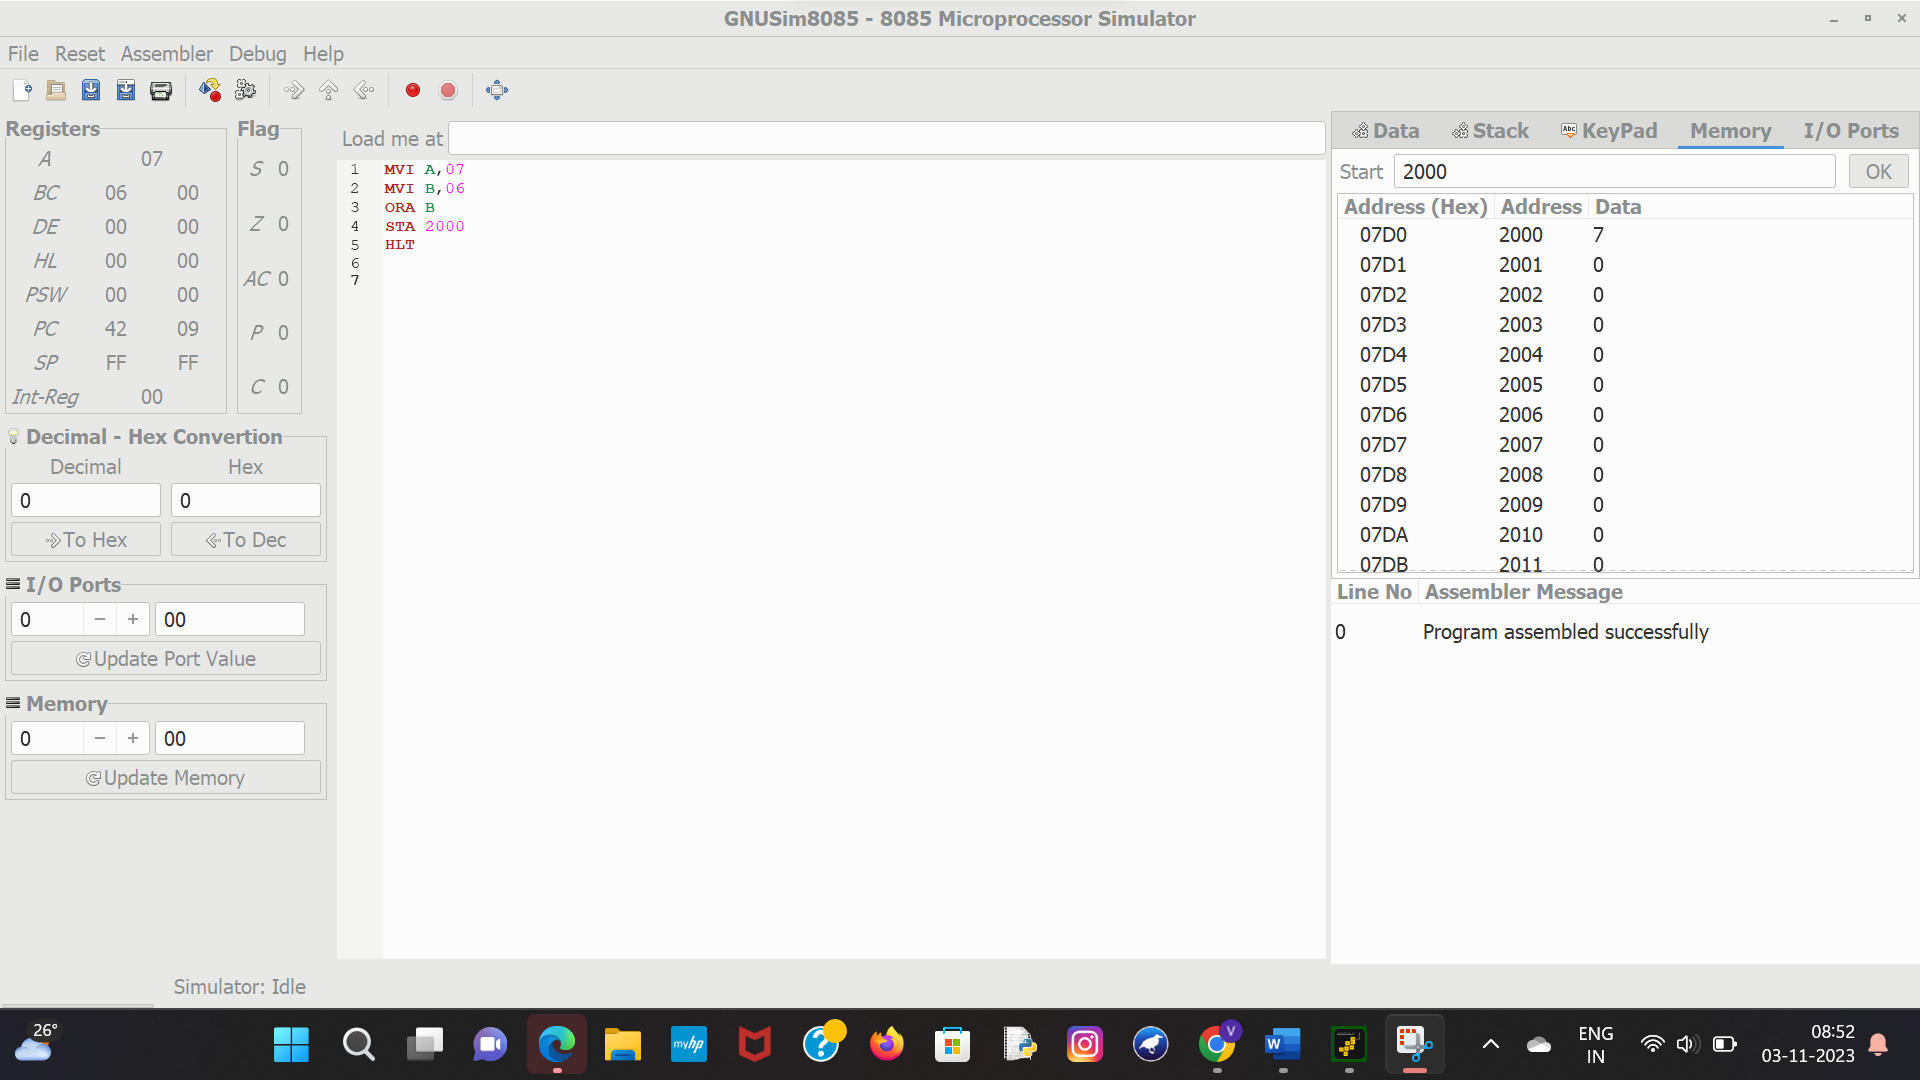 GNUSim8085 - 8085 Microprocessor Simulator
File Reset Assembler Debug Help
Registers
A 07
BC 06 00
DE 00 00
HL 00 00
PSW 00 00
PC 42 09
SP FF FF
Int-Reg 00
Flag
S 0
Z 0
AC 0
P 0
C 0
Decimal - Hex Convertion
Decimal Hex
0 0
To Hex To Dec
I/O Ports
0 − + 00
Update Port Value
Memory
0 − + 00
Update Memory
Simulator: Idle
Load me at
1 MVI A,07
2 MVI B,06
3 ORA B
4 STA 2000
5 HLT
6
7
Data Stack Abc KeyPad Memory I/O Ports
Start 2000 OK
Address (Hex) Address Data
07D0 2000 7
07D1 2001 0
07D2 2002 0
07D3 2003 0
07D4 2004 0
07D5 2005 0
07D6 2006 0
07D7 2007 0
07D8 2008 0
07D9 2009 0
07DA 2010 0
07DB 2011 0
Line No Assembler Message
0 Program assembled successfully
26°
myhp
V
W
ENG
IN
08:52
03-11-2023